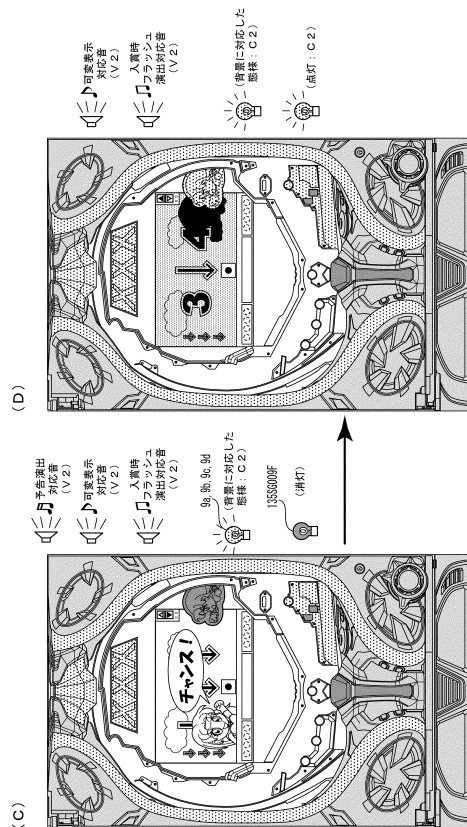 (C)
予告演出
対応音
(V2)
可変表示
対応音
(V2)
入賞時
フラッシュ
演出対応音
(V2)
9a, 9b, 9c, 9d
(背景に対応した
態様:C2)
135SG009F
(消灯)
チャンス!
(D)
可変表示
対応音
(V2)
入賞時
フラッシュ
演出対応音
(V2)
(背景に対応した
態様:C2)
(点灯:C2)
3
4